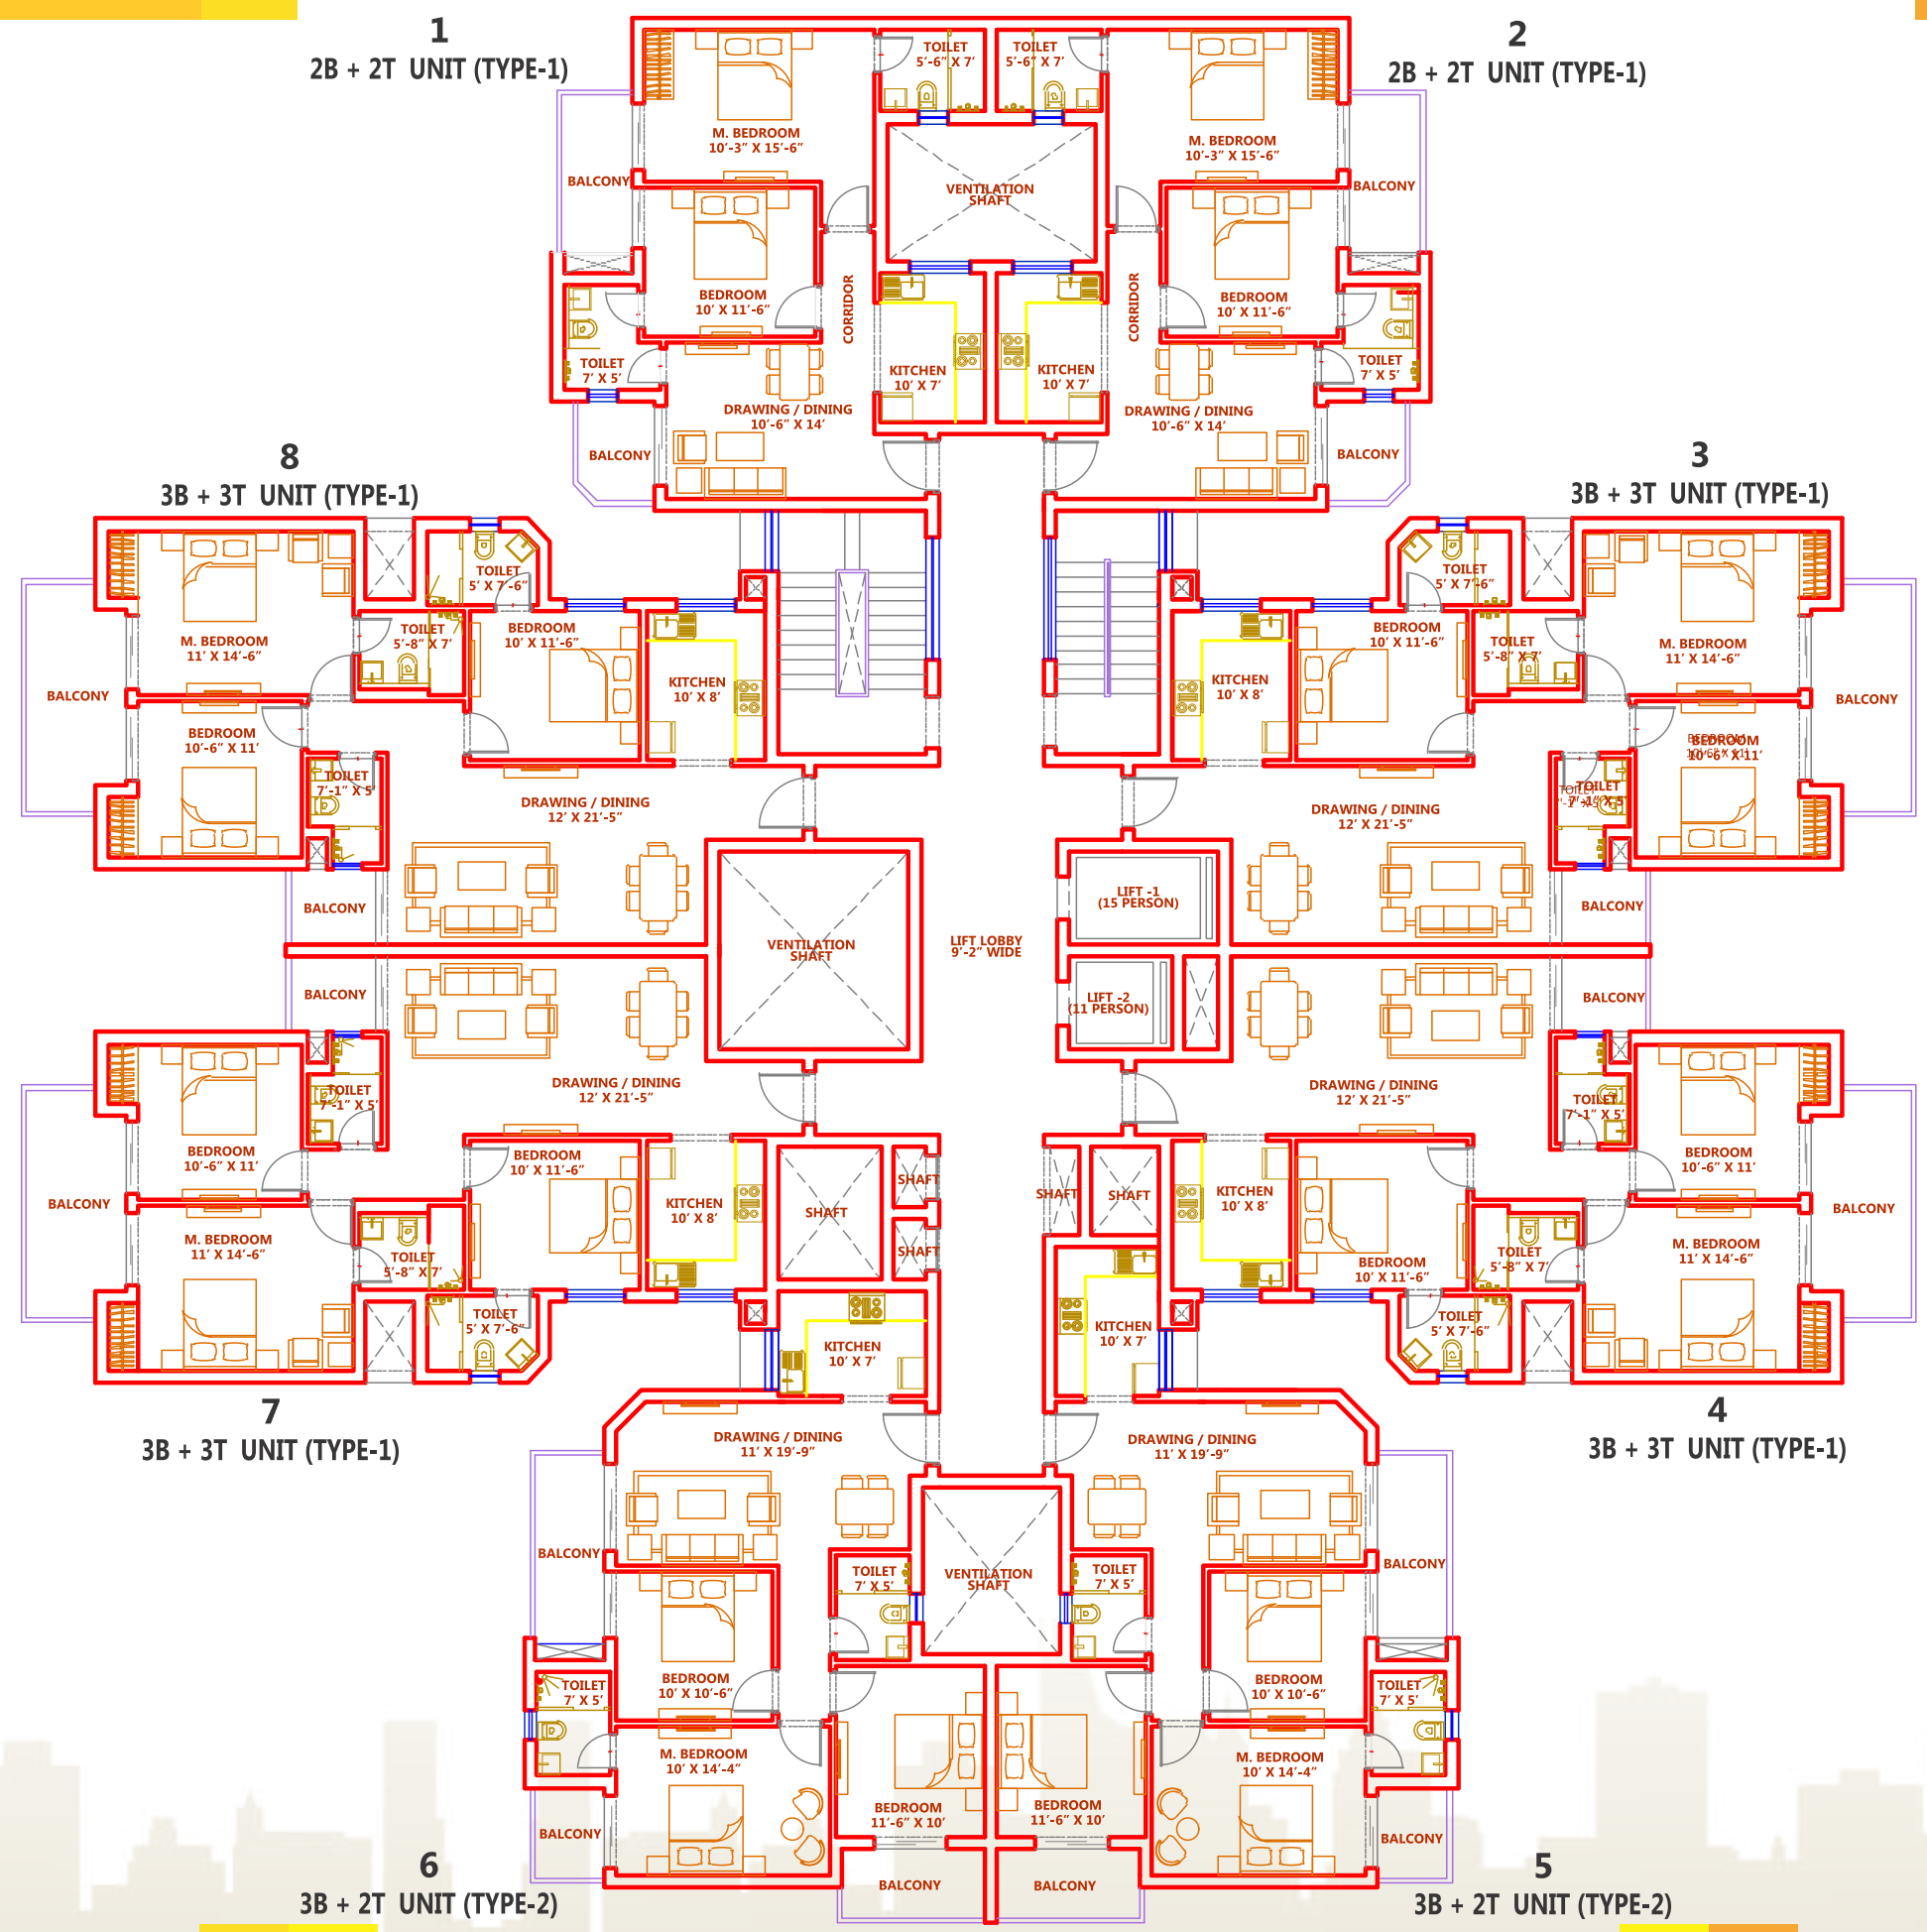 1
2B + 2T UNIT (TYPE-1)
2
2B + 2T UNIT (TYPE-1)
TOILET
5'-6" X 7'
TOILET
5'-6" X 7'
M. BEDROOM
10'-3" X 15'-6"
M. BEDROOM
10'-3" X 15'-6"
BALCONY
VENTILATION
SHAFT
BALCONY
BEDROOM
10' X 11'-6"
CORRIDOR
CORRIDOR
BEDROOM
10' X 11'-6"
TOILET
7' X 5'
KITCHEN
10' X 7'
KITCHEN
10' X 7'
TOILET
7' X 5'
DRAWING / DINING
10'-6" X 14'
DRAWING / DINING
10'-6" X 14'
BALCONY
BALCONY
8
3B + 3T UNIT (TYPE-1)
3
3B + 3T UNIT (TYPE-1)
TOILET
5' X 7'-6"
TOILET
5' X 7'-6"
M. BEDROOM
11' X 14'-6"
TOILET
5'-8" X 7'
BEDROOM
10' X 11'-6"
BEDROOM
10' X 11'-6"
TOILET
5'-8" X 7'
M. BEDROOM
11' X 14'-6"
KITCHEN
10' X 8'
KITCHEN
10' X 8'
BALCONY
BALCONY
BEDROOM
10'-6" X 11'
BEDROOM
10'-6" X 11'
TOILET
7'-1" X 5'
TOILET
7'-1" X 5'
DRAWING / DINING
12' X 21'-5"
DRAWING / DINING
12' X 21'-5"
BALCONY
LIFT -1
(15 PERSON)
BALCONY
VENTILATION
SHAFT
LIFT LOBBY
9'-2" WIDE
BALCONY
LIFT -2
(11 PERSON)
BALCONY
TOILET
7'-1" X 5'
DRAWING / DINING
12' X 21'-5"
DRAWING / DINING
12' X 21'-5"
TOILET
7'-1" X 5'
BEDROOM
10'-6" X 11'
BEDROOM
10' X 11'-6"
BEDROOM
10'-6" X 11'
BALCONY
KITCHEN
10' X 8'
SHAFT
SHAFT
SHAFT
SHAFT
SHAFT
KITCHEN
10' X 8'
BALCONY
M. BEDROOM
11' X 14'-6"
TOILET
5'-8" X 7'
BEDROOM
10' X 11'-6"
TOILET
5'-8" X 7'
M. BEDROOM
11' X 14'-6"
TOILET
5' X 7'-6"
TOILET
5' X 7'-6"
KITCHEN
10' X 7'
KITCHEN
10' X 7'
7
3B + 3T UNIT (TYPE-1)
4
3B + 3T UNIT (TYPE-1)
DRAWING / DINING
11' X 19'-9"
DRAWING / DINING
11' X 19'-9"
BALCONY
TOILET
7' X 5'
VENTILATION
SHAFT
TOILET
7' X 5'
BALCONY
TOILET
7' X 5'
BEDROOM
10' X 10'-6"
BEDROOM
10' X 10'-6"
TOILET
7' X 5'
M. BEDROOM
10' X 14'-4"
M. BEDROOM
10' X 14'-4"
BEDROOM
11'-6" X 10'
BEDROOM
11'-6" X 10'
BALCONY
BALCONY
BALCONY
BALCONY
6
3B + 2T UNIT (TYPE-2)
5
3B + 2T UNIT (TYPE-2)